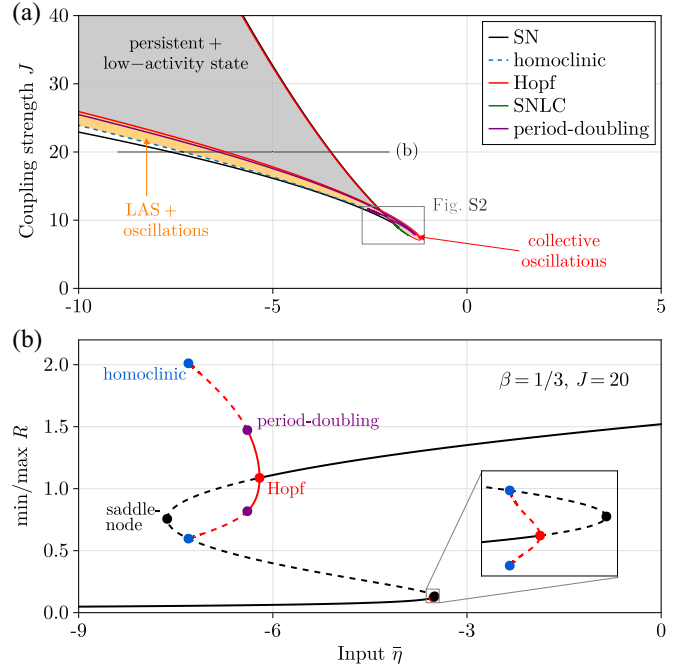 (a)
40
30
20
10
0
Coupling strength J
persistent +
low−activity state
LAS +
oscillations
(b)
Fig. S2
collective
oscillations
SN
homoclinic
Hopf
SNLC
period-doubling
-10
-5
0
5
(b)
2.0
1.5
1.0
0.5
0.0
min/max R
β = 1/3, J = 20
homoclinic
period-doubling
Hopf
saddle-
node
-9
-6
-3
0
Input η̄